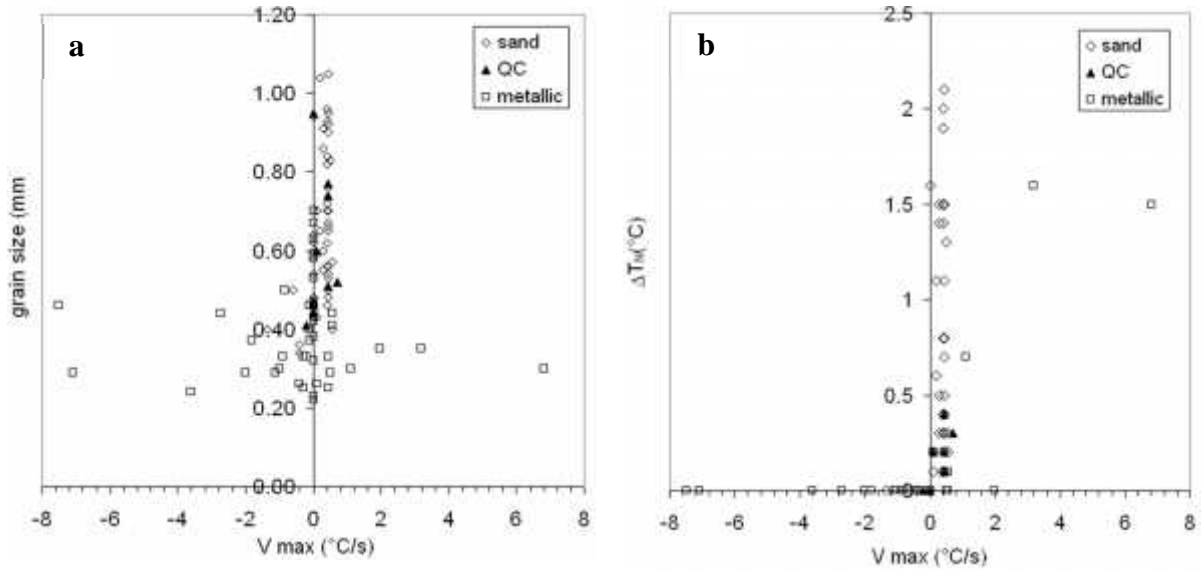 a
1.20
1.00
0.80
0.60
0.40
0.20
0.00
grain size (mm
-8
-4
-2
0
2
4
6
8
V max (°C/s)
sand
QC
metallic
b
2.5
2
1.5
1
0.5
0
ΔTM(°C)
-8
-6
-4
-2
0
2
4
6
8
V max (°C/s)
sand
QC
metallic